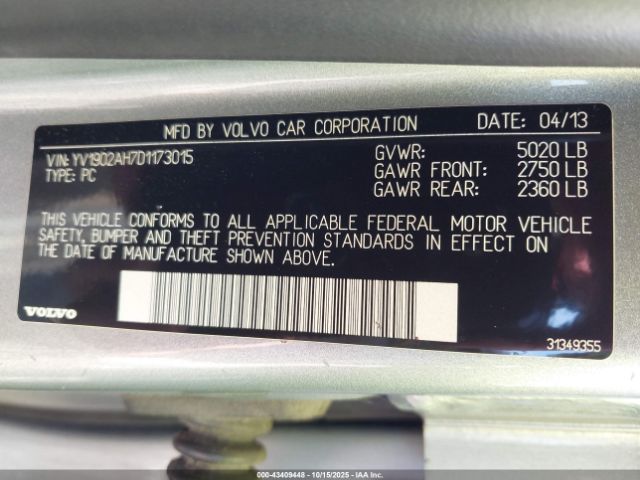 MFD BY VOLVO CAR CORPORATION DATE: 04/13
VIN: YV1902AH7D1173015 GVWR: 5020 LB
TYPE: PC GAWR FRONT: 2750 LB
GAWR REAR: 2360 LB
THIS VEHICLE CONFORMS TO ALL APPLICABLE FEDERAL MOTOR VEHICLE
SAFETY, BUMPER AND THEFT PREVENTION STANDARDS IN EFFECT ON
THE DATE OF MANUFACTURE SHOWN ABOVE.
VOLVO
31349355
000-43409448 - 10/15/2025 - IAA Inc.